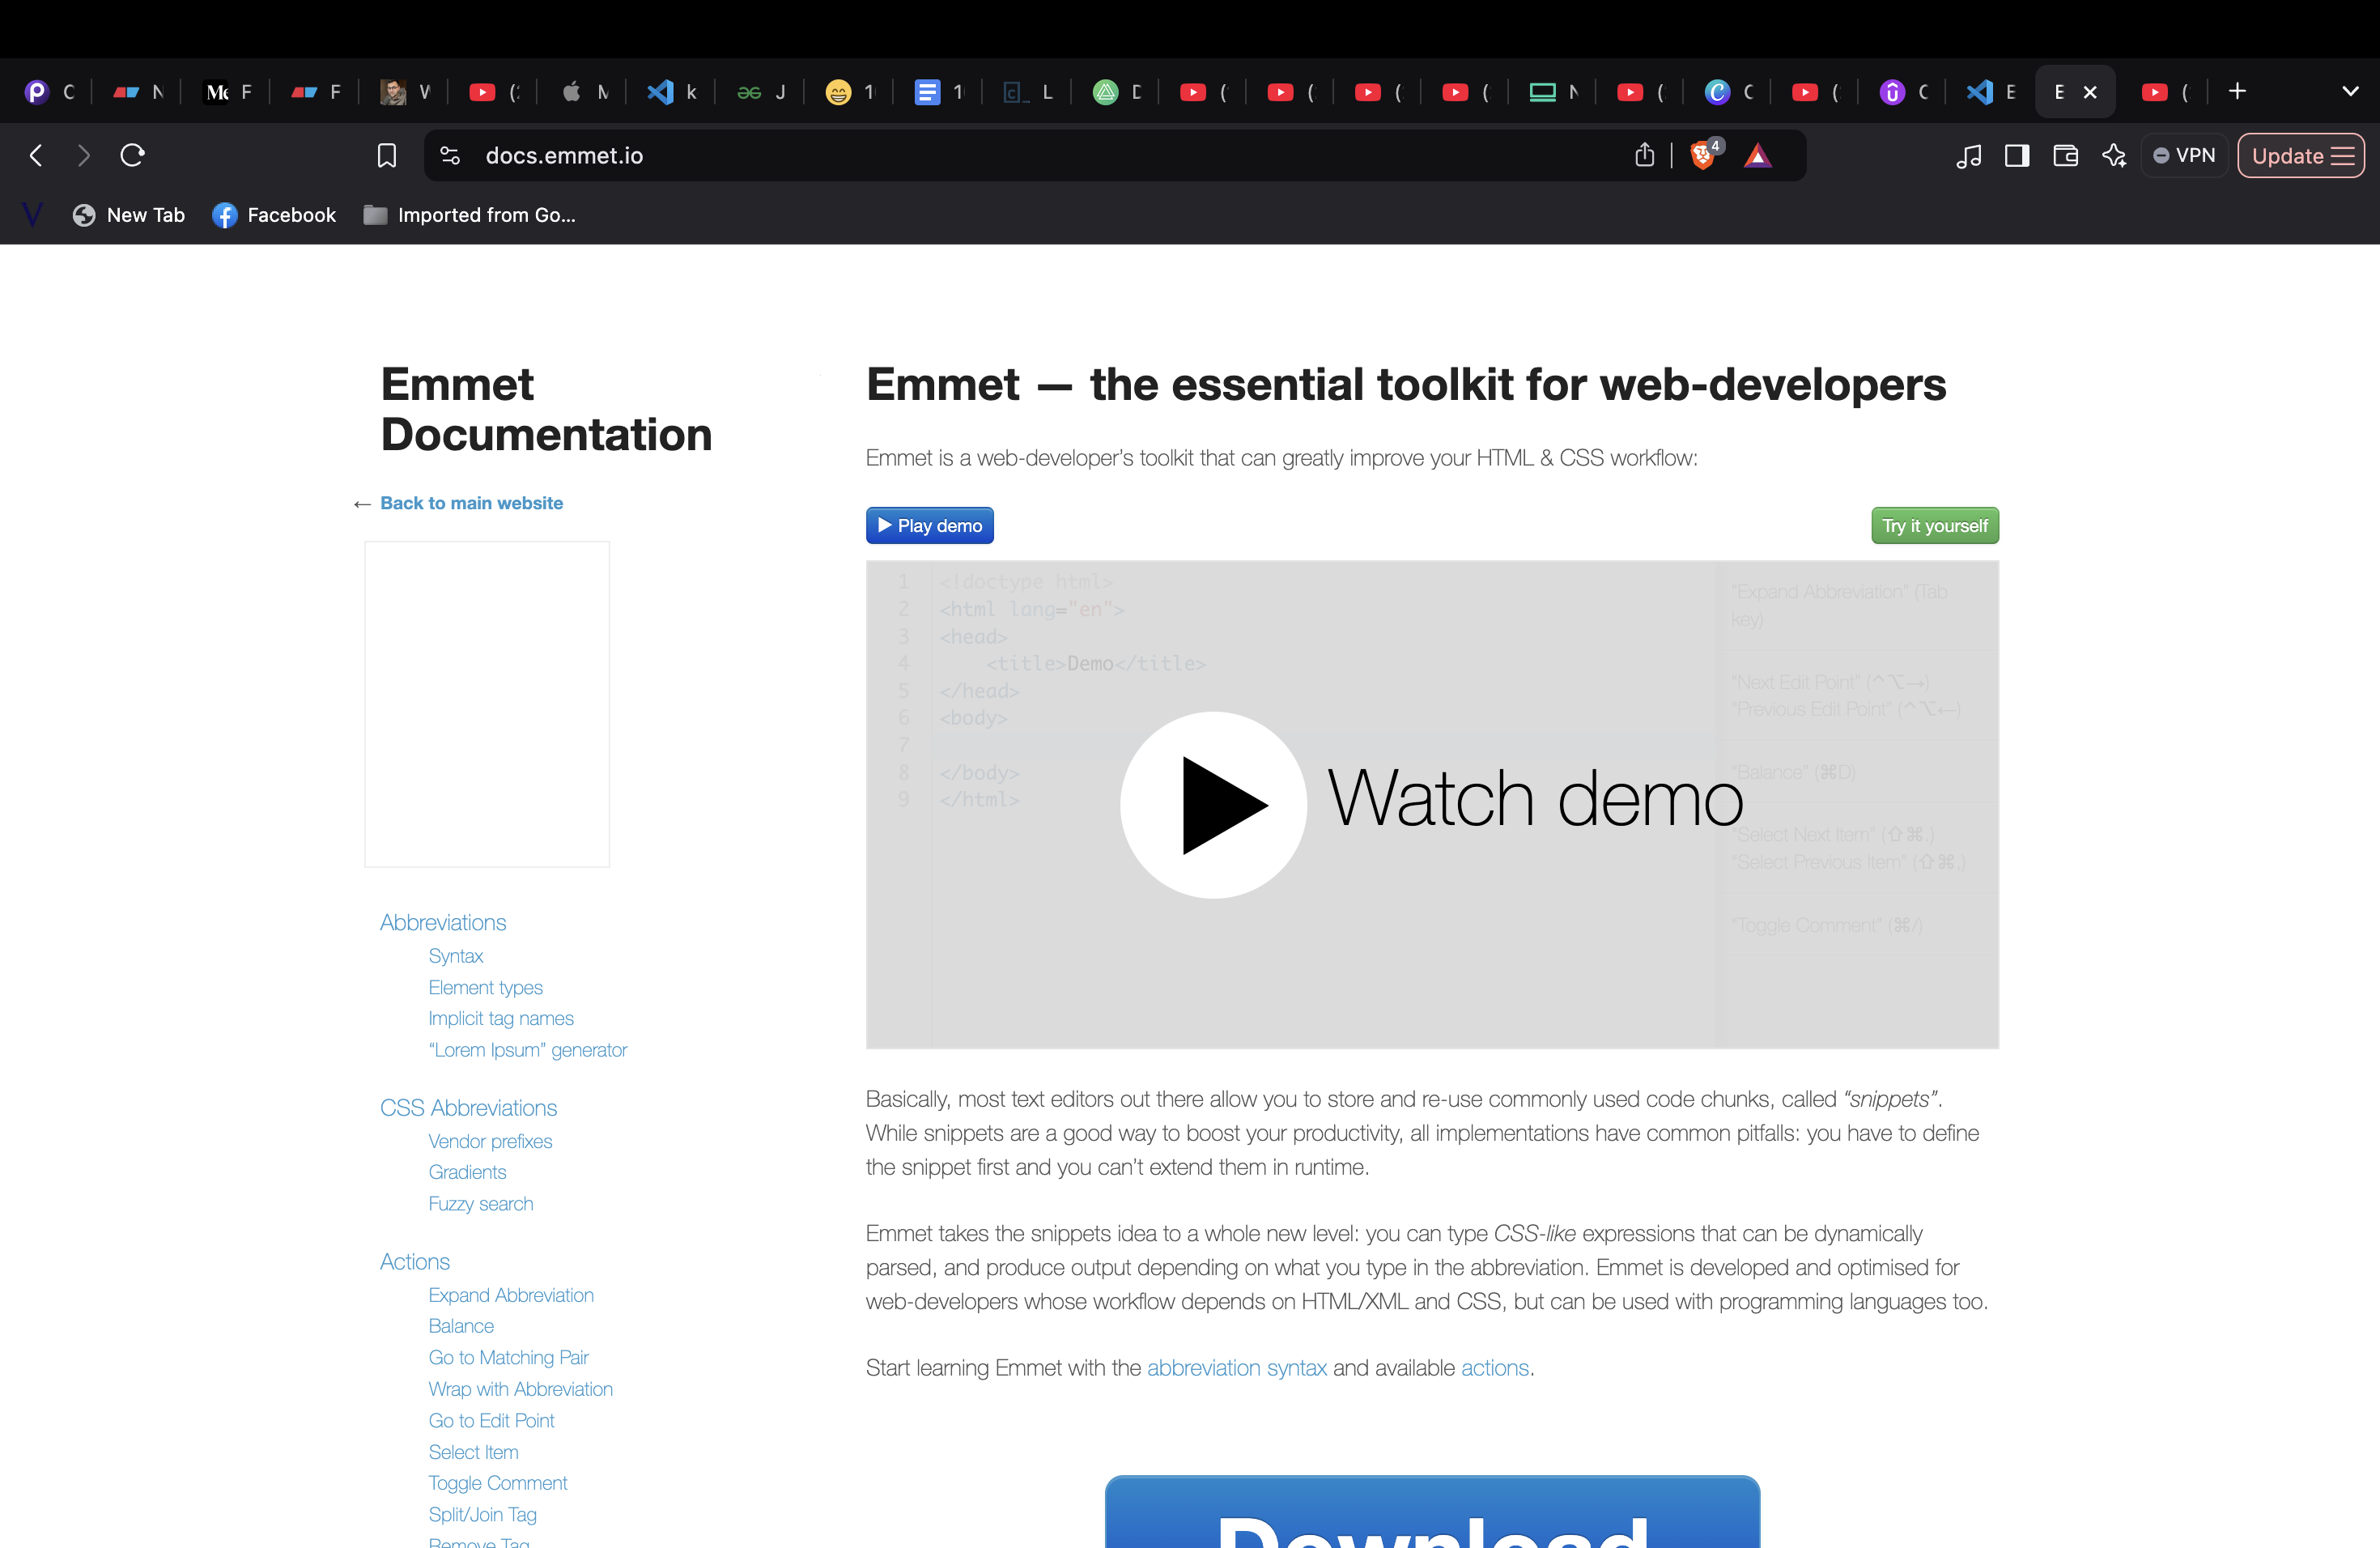 C
N
F
F
W
k
J
1
1
L
C
C
E
E
docs.emmet.io
4
VPN
Update
New Tab
Facebook
Imported from Go...
Emmet
Documentation
← Back to main website
Abbreviations
Syntax
Element types
Implicit tag names
“Lorem Ipsum” generator
CSS Abbreviations
Vendor prefixes
Gradients
Fuzzy search
Actions
Expand Abbreviation
Balance
Go to Matching Pair
Wrap with Abbreviation
Go to Edit Point
Select Item
Toggle Comment
Split/Join Tag
Remove Tag
Emmet — the essential toolkit for web-developers
Emmet is a web-developer’s toolkit that can greatly improve your HTML & CSS workflow:
Play demo
Try it yourself
1 <!doctype html>
2 <html lang="en">
3 <head>
4 <title>Demo</title>
5 </head>
6 <body>
7
8 </body>
9 </html>
“Expand Abbreviation” (Tab
key)
“Next Edit Point” (⌃⌥→)
“Previous Edit Point” (⌃⌥←)
“Balance” (⌘D)
“Select Next Item” (⇧⌘.)
“Select Previous Item” (⇧⌘,)
“Toggle Comment” (⌘/)
Watch demo
Basically, most text editors out there allow you to store and re-use commonly used code chunks, called “snippets”.
While snippets are a good way to boost your productivity, all implementations have common pitfalls: you have to define
the snippet first and you can’t extend them in runtime.
Emmet takes the snippets idea to a whole new level: you can type CSS-like expressions that can be dynamically
parsed, and produce output depending on what you type in the abbreviation. Emmet is developed and optimised for
web-developers whose workflow depends on HTML/XML and CSS, but can be used with programming languages too.
Start learning Emmet with the abbreviation syntax and available actions.
Download